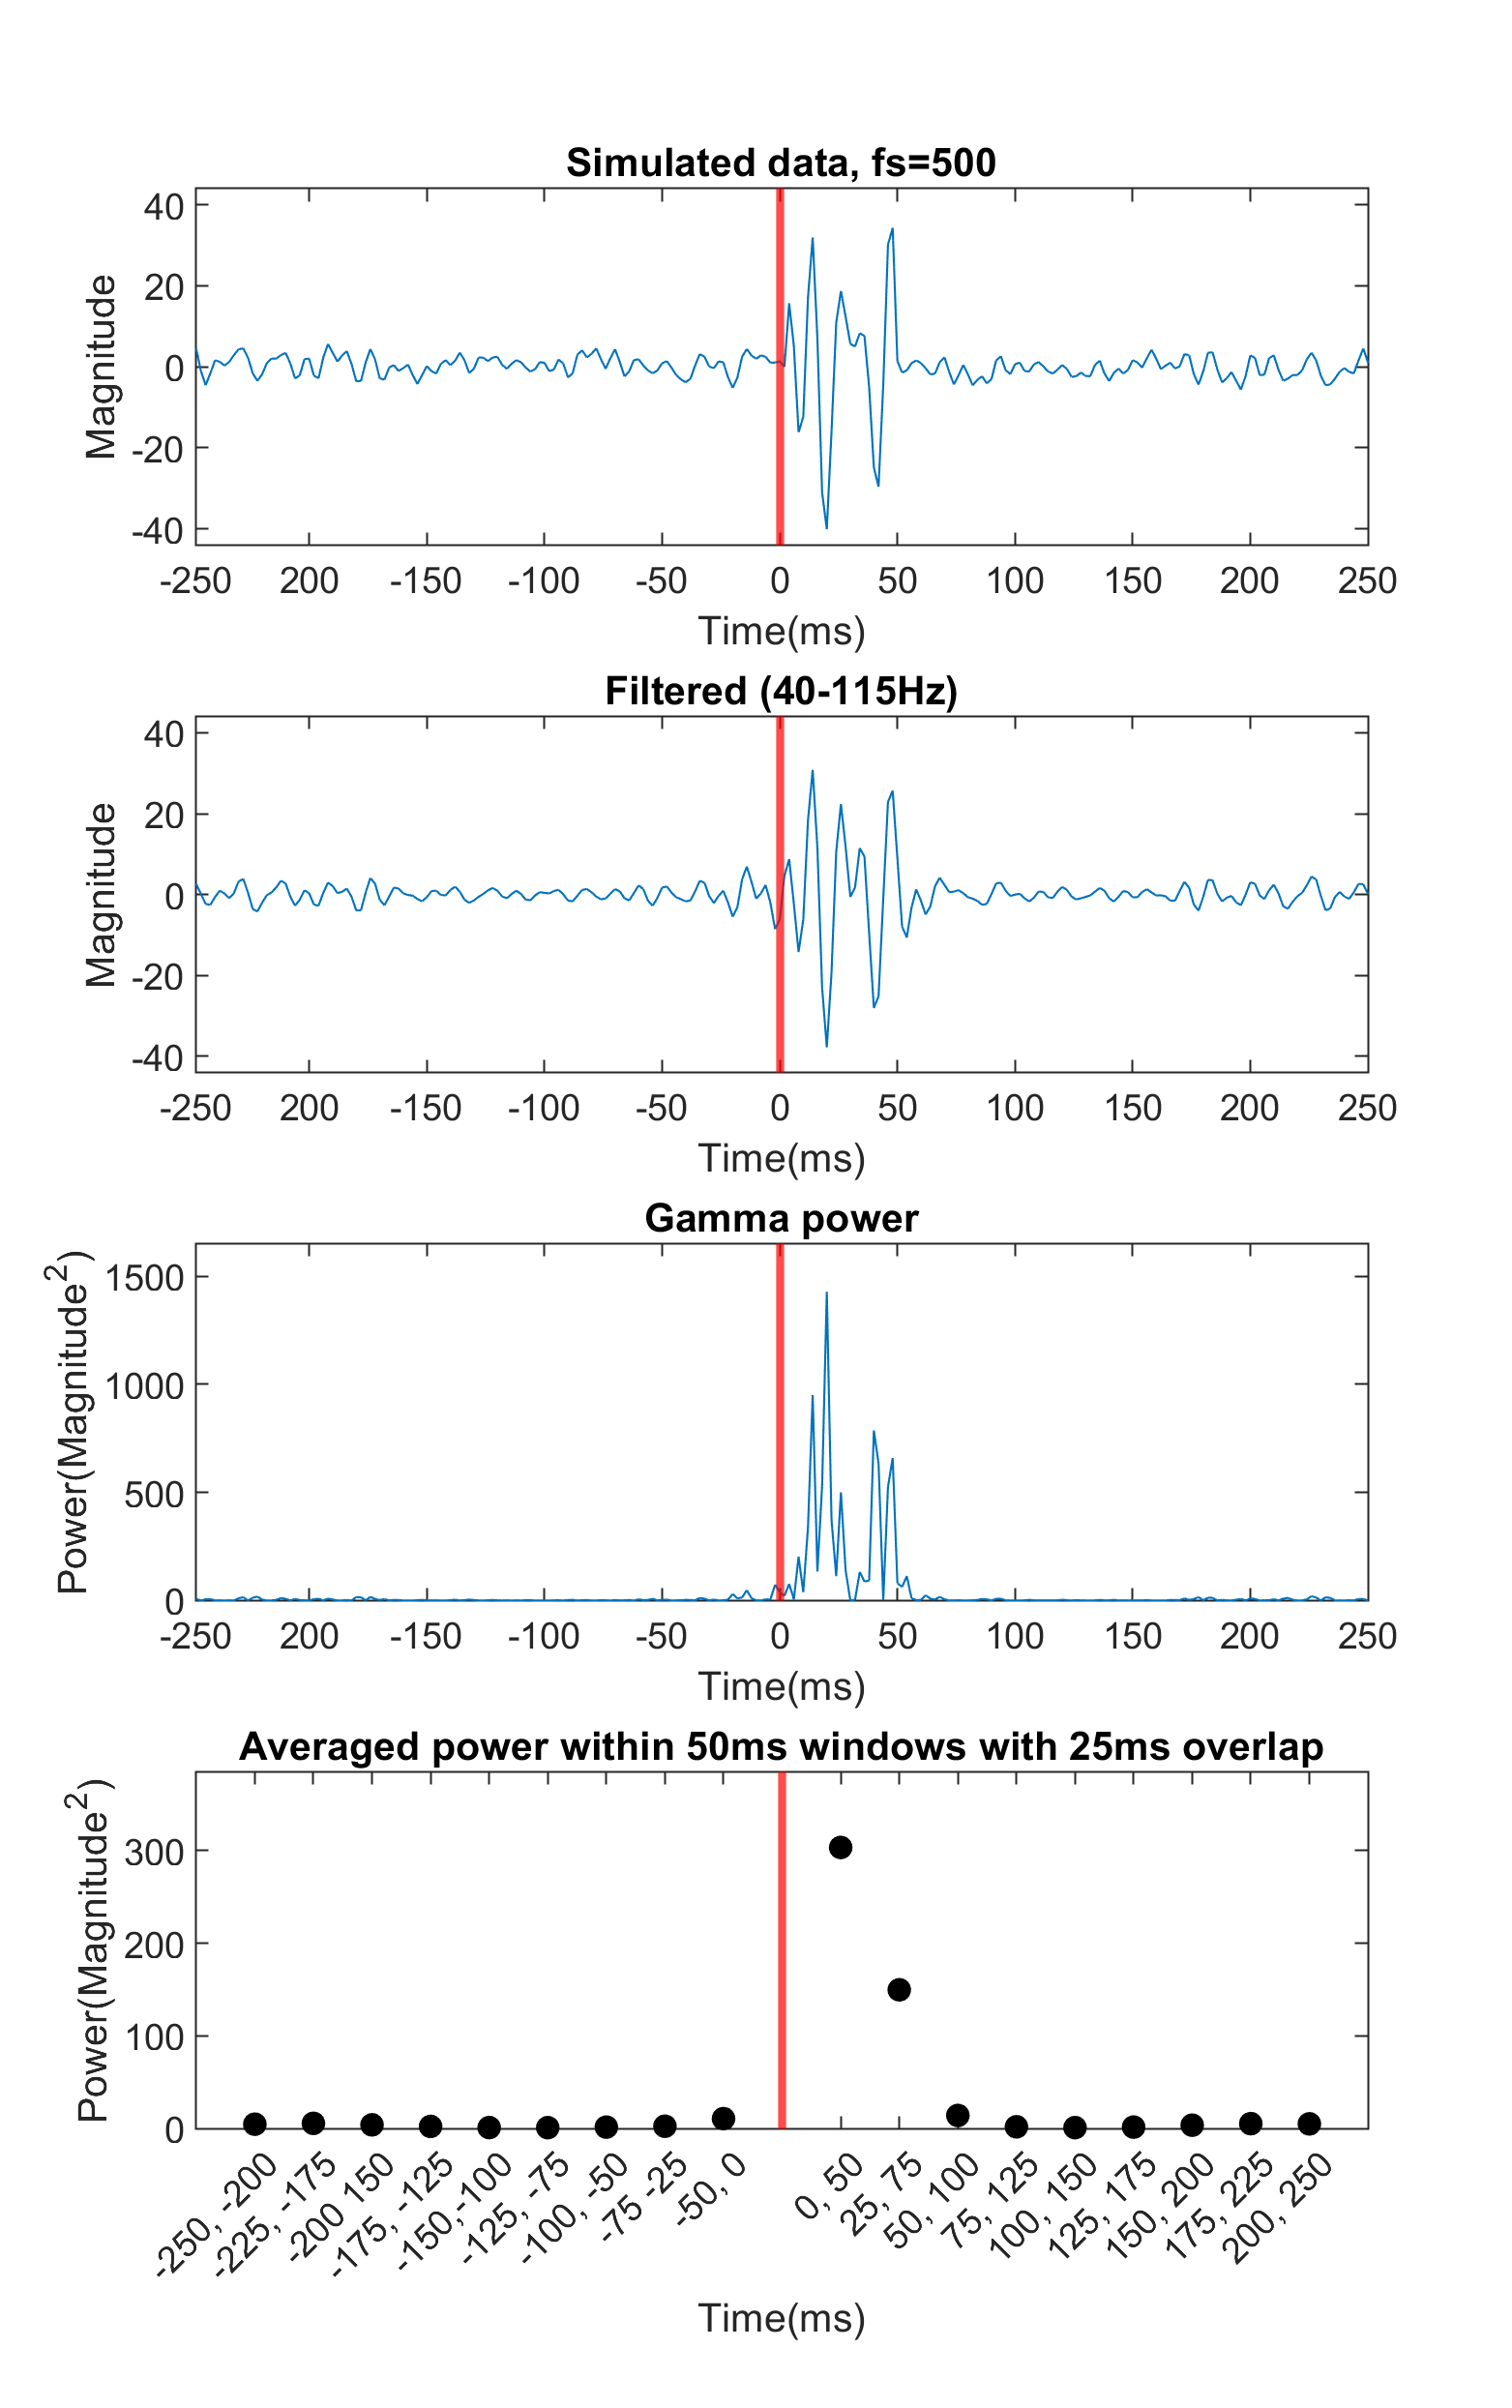 Simulated data, fs=500
Magnitude
40
20
0
-20
-40
-250 200 -150 -100 -50 0 50 100 150 200 250
Time(ms)
Filtered (40-115Hz)
Magnitude
40
20
0
-20
-40
-250 200 -150 -100 -50 0 50 100 150 200 250
Time(ms)
Gamma power
Power(Magnitude²)
1500
1000
500
0
-250 200 -150 -100 -50 0 50 100 150 200 250
Time(ms)
Averaged power within 50ms windows with 25ms overlap
Power(Magnitude²)
300
200
100
0
-250, -200
-225, -175
-200 150
-175, -125
-150, -100
-125, -75
-100, -50
-75 -25
-50, 0
0, 50
25, 75
50, 100
75, 125
100, 150
125, 175
150, 200
175, 225
200, 250
Time(ms)